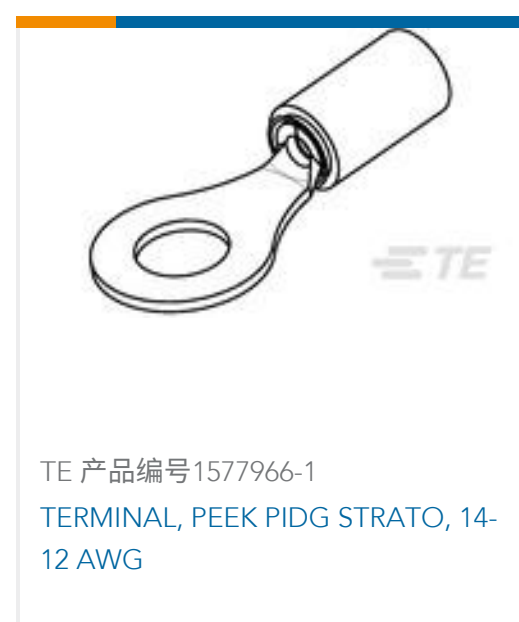 TE
TE 产品编号1577966-1
TERMINAL, PEEK PIDG STRATO, 14-
12 AWG